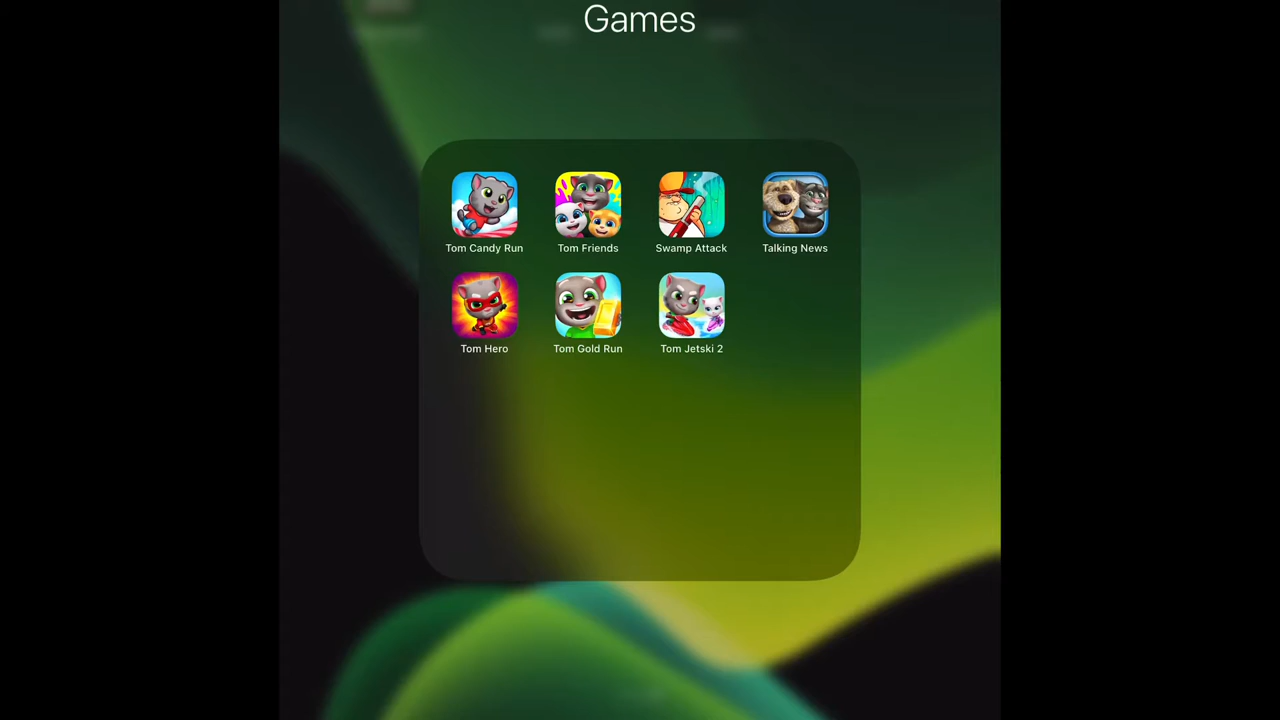 Games
Tom Candy Run
Tom Friends
Swamp Attack
Talking News
Tom Hero
Tom Gold Run
Tom Jetski 2